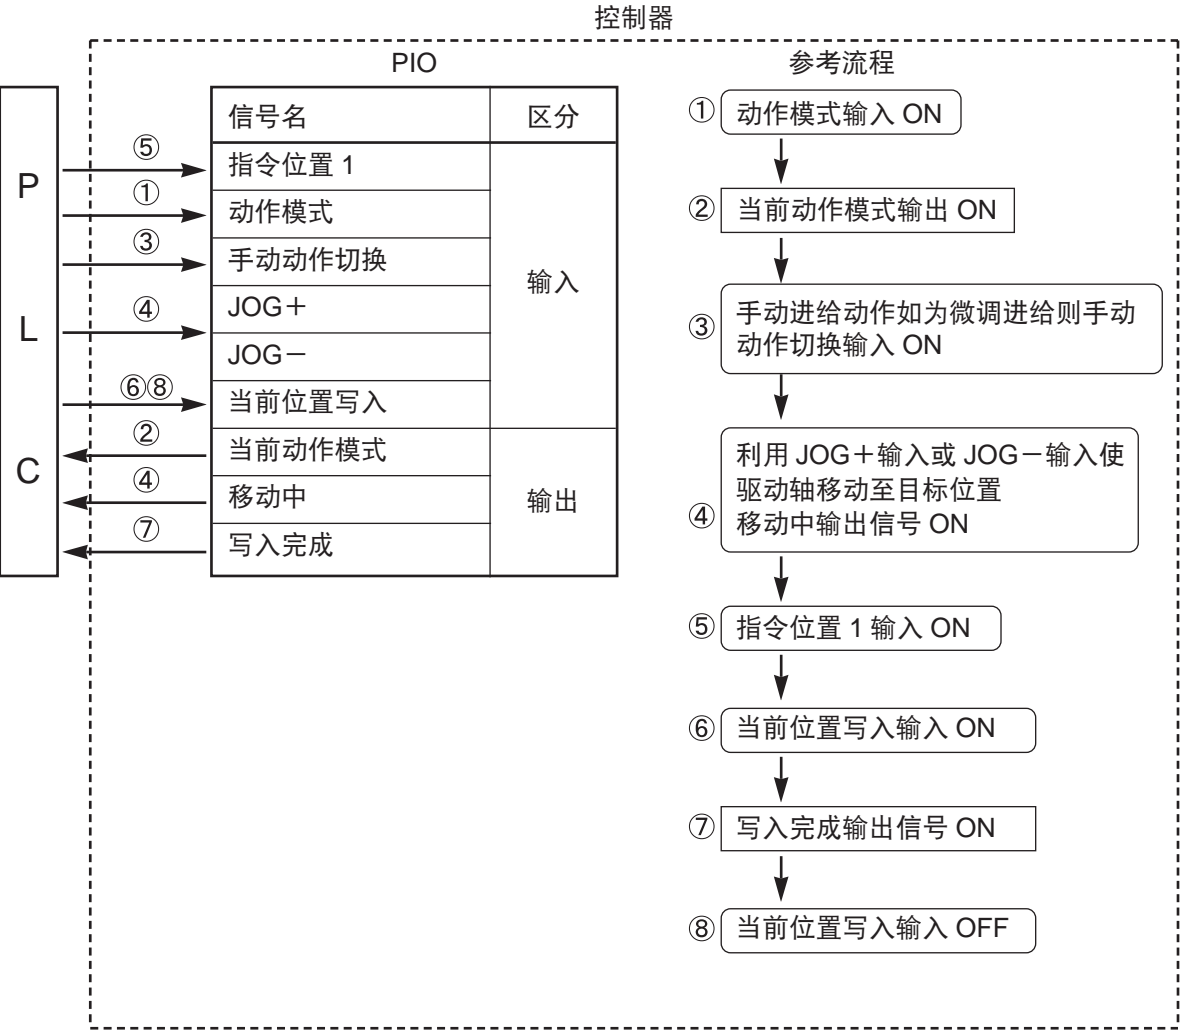 控制器
PIO
参考流程
P
L
C
信号名 区分
⑤ 指令位置 1
① 动作模式
③ 手动动作切换
输入
④ JOG＋
JOG－
⑥⑧ 当前位置写入
② 当前动作模式
④ 移动中
输出
⑦ 写入完成
① 动作模式输入 ON
② 当前动作模式输出 ON
③ 手动进给动作如为微调进给则手动
动作切换输入 ON
④ 利用 JOG＋输入或 JOG－输入使
驱动轴移动至目标位置
移动中输出信号 ON
⑤ 指令位置 1 输入 ON
⑥ 当前位置写入输入 ON
⑦ 写入完成输出信号 ON
⑧ 当前位置写入输入 OFF